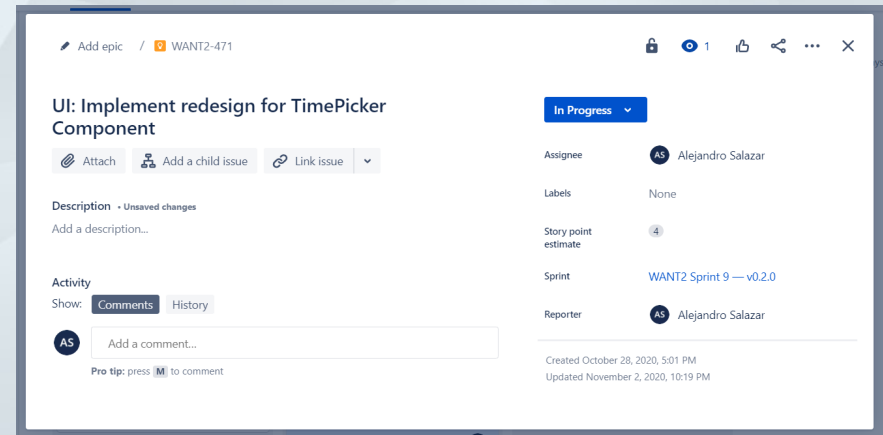 Add epic / WANT2-471
1
UI: Implement redesign for TimePicker
Component
Attach
Add a child issue
Link issue
Description • Unsaved changes
Add a description...
Activity
Show: Comments History
AS
Add a comment...
Pro tip: press M to comment
In Progress
Assignee
AS Alejandro Salazar
Labels
None
Story point
estimate
4
Sprint
WANT2 Sprint 9 — v0.2.0
Reporter
AS Alejandro Salazar
Created October 28, 2020, 5:01 PM
Updated November 2, 2020, 10:19 PM